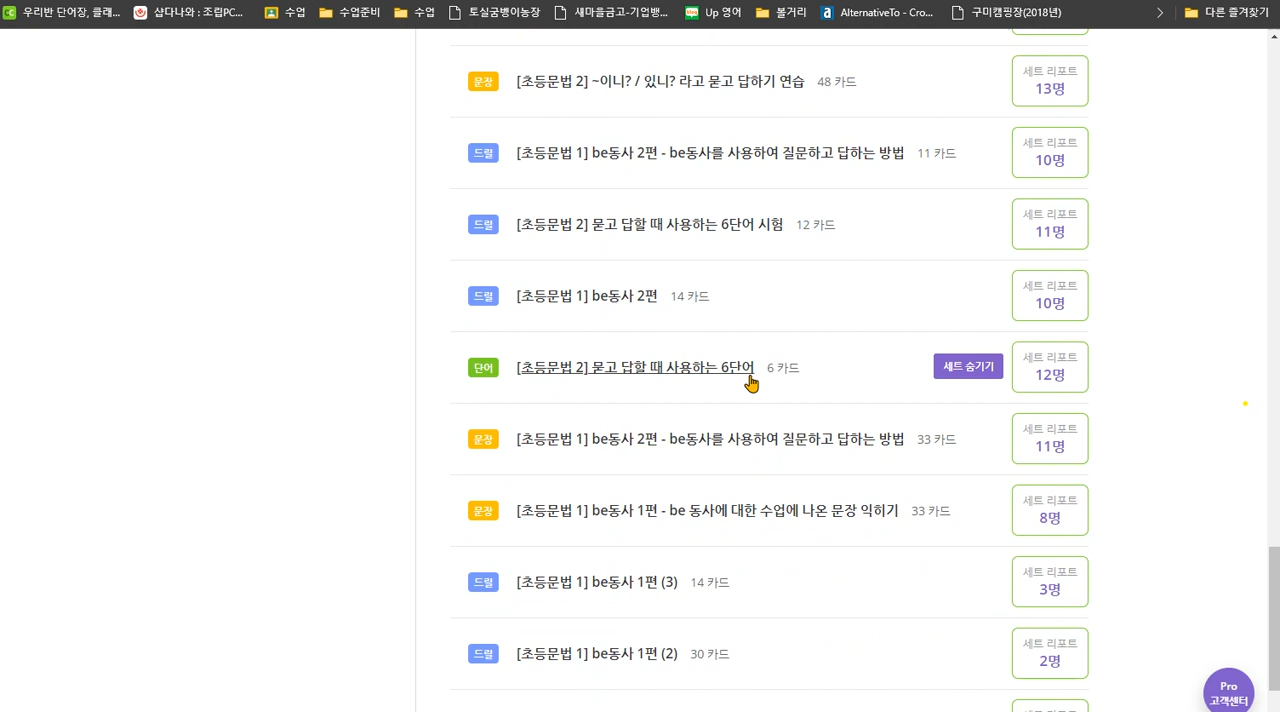 우리반 단어장, 클래... 샵다나와 : 조립PC... 수업 수업준비 수업 토실굼벵이농장 새마을금고-기업뱅... Up 영어 볼거리 AlternativeTo - Cro... 구미캠핑장(2018년) 다른 즐겨찾기
문장 [초등문법 2] ~이니? / 있니? 라고 묻고 답하기 연습 48 카드 세트 리포트
13명
드릴 [초등문법 1] be동사 2편 - be동사를 사용하여 질문하고 답하는 방법 11 카드 세트 리포트
10명
드릴 [초등문법 2] 묻고 답할 때 사용하는 6단어 시험 12 카드 세트 리포트
11명
드릴 [초등문법 1] be동사 2편 14 카드 세트 리포트
10명
단어 [초등문법 2] 묻고 답할 때 사용하는 6단어 6 카드 세트 숨기기 세트 리포트
12명
문장 [초등문법 1] be동사 2편 - be동사를 사용하여 질문하고 답하는 방법 33 카드 세트 리포트
11명
문장 [초등문법 1] be동사 1편 - be 동사에 대한 수업에 나온 문장 익히기 33 카드 세트 리포트
8명
드릴 [초등문법 1] be동사 1편 (3) 14 카드 세트 리포트
3명
드릴 [초등문법 1] be동사 1편 (2) 30 카드 세트 리포트
2명
Pro
고객센터